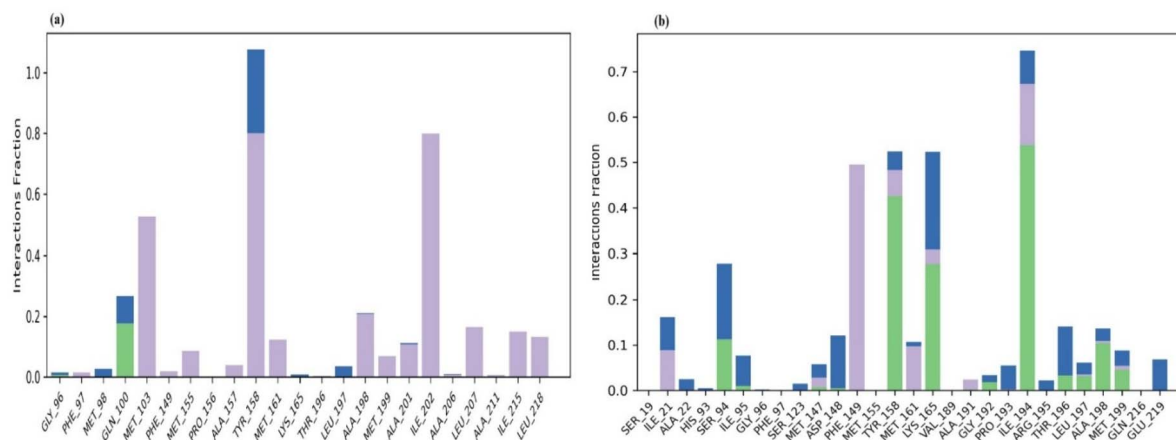 (a)
Interactions Fraction
1.0
0.8
0.6
0.4
0.2
0.0
GLY_96
PHE_97
MET_98
GLN_100
MET_103
PHE_149
MET_155
PRO_156
ALA_157
TYR_158
MET_161
LYS_165
THR_196
LEU_197
ALA_198
MET_199
ALA_201
ILE_202
ALA_206
LEU_207
ALA_211
ILE_215
LEU_218
(b)
Interactions Fraction
0.7
0.6
0.5
0.4
0.3
0.2
0.1
0.0
SER_19
ILE_21
ALA_22
HIS_93
SER_94
ILE_95
GLY_96
PHE_97
SER_123
MET_147
ASP_148
PHE_149
MET_155
TYR_158
MET_161
LYS_165
VAL_189
ALA_191
GLY_192
PRO_193
ILE_194
ARG_195
THR_196
LEU_197
ALA_198
MET_199
GLN_216
GLU_219